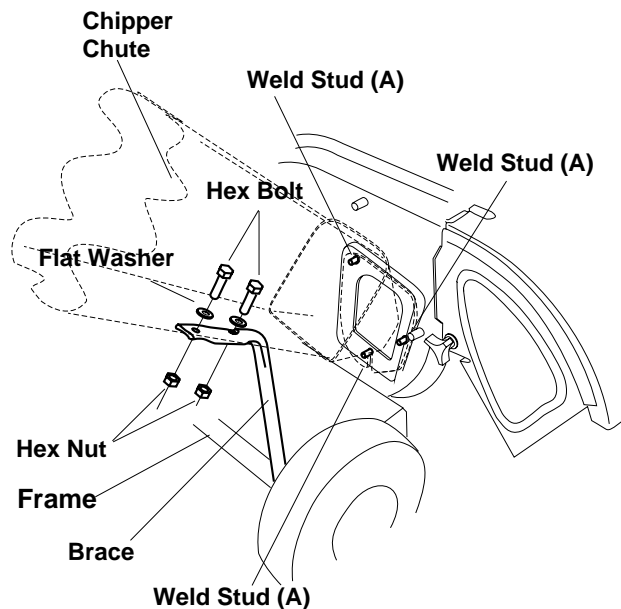 Chipper
Chute
Weld Stud (A)
Weld Stud (A)
Hex Bolt
Flat Washer
Hex Nut
Frame
Brace
Weld Stud (A)